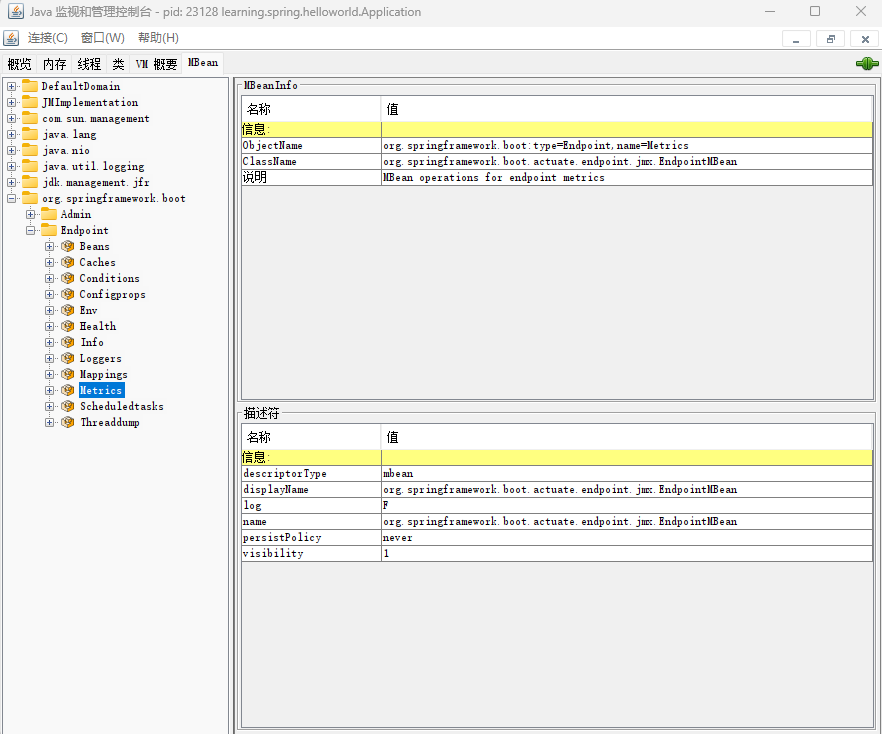 Java 监视和管理控制台 - pid: 23128 learning.spring.helloworld.Application
连接(C) 窗口(W) 帮助(H)
概览 内存 线程 类 VM 概要 MBean
DefaultDomain
JMImplementation
com.sun.management
java.lang
java.nio
java.util.logging
jdk.management.jfr
org.springframework.boot
Admin
Endpoint
Beans
Caches
Conditions
Configprops
Env
Health
Info
Loggers
Mappings
Metrics
Scheduledtasks
Threaddump
MBeanInfo
名称 值
信息:
ObjectName org.springframework.boot:type=Endpoint,name=Metrics
ClassName org.springframework.boot.actuate.endpoint.jmx.EndpointMBean
说明 MBean operations for endpoint metrics
描述符
名称 值
信息:
descriptorType mbean
displayName org.springframework.boot.actuate.endpoint.jmx.EndpointMBean
log F
name org.springframework.boot.actuate.endpoint.jmx.EndpointMBean
persistPolicy never
visibility 1